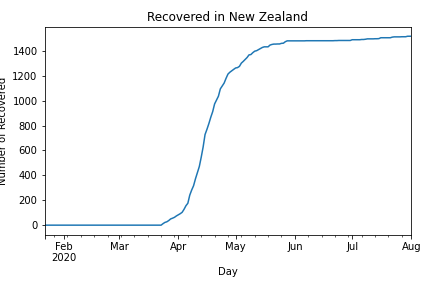 Recovered in New Zealand
Number of Recovered
1400
1200
1000
800
600
400
200
0
Feb Mar Apr May Jun Jul Aug
2020
Day